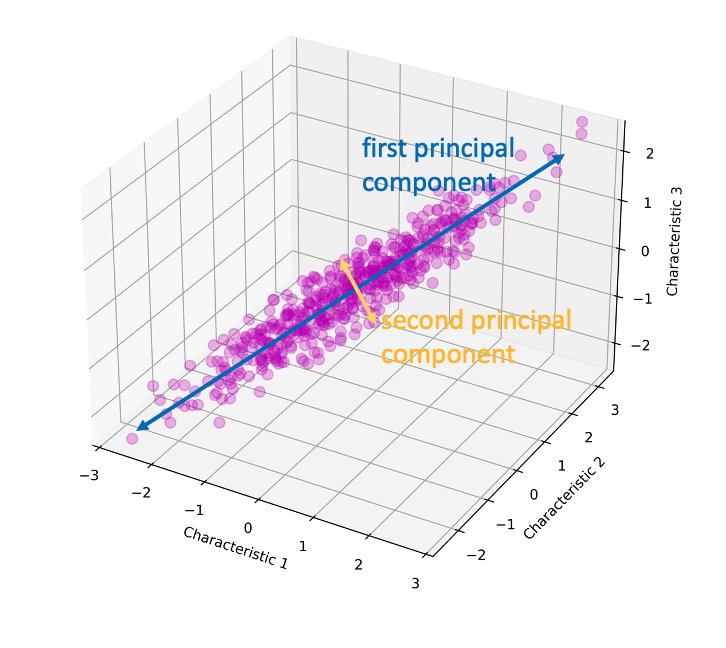 first principal
component
second principal
component
2
1
0
−1
−2
Characteristic 3
3
2
1
0
−1
−2
Characteristic 2
−3
−2
−1
0
1
2
3
Characteristic 1